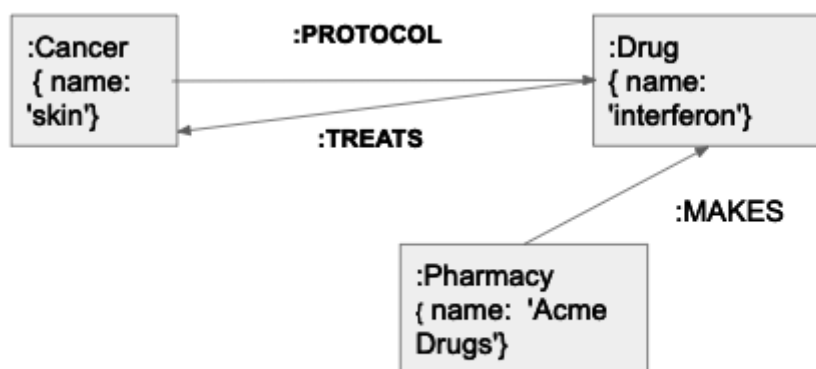 :PROTOCOL
:Cancer
{ name:
'skin'}
:Drug
{ name:
'interferon'}
:TREATS
:MAKES
:Pharmacy
{ name: 'Acme
Drugs'}